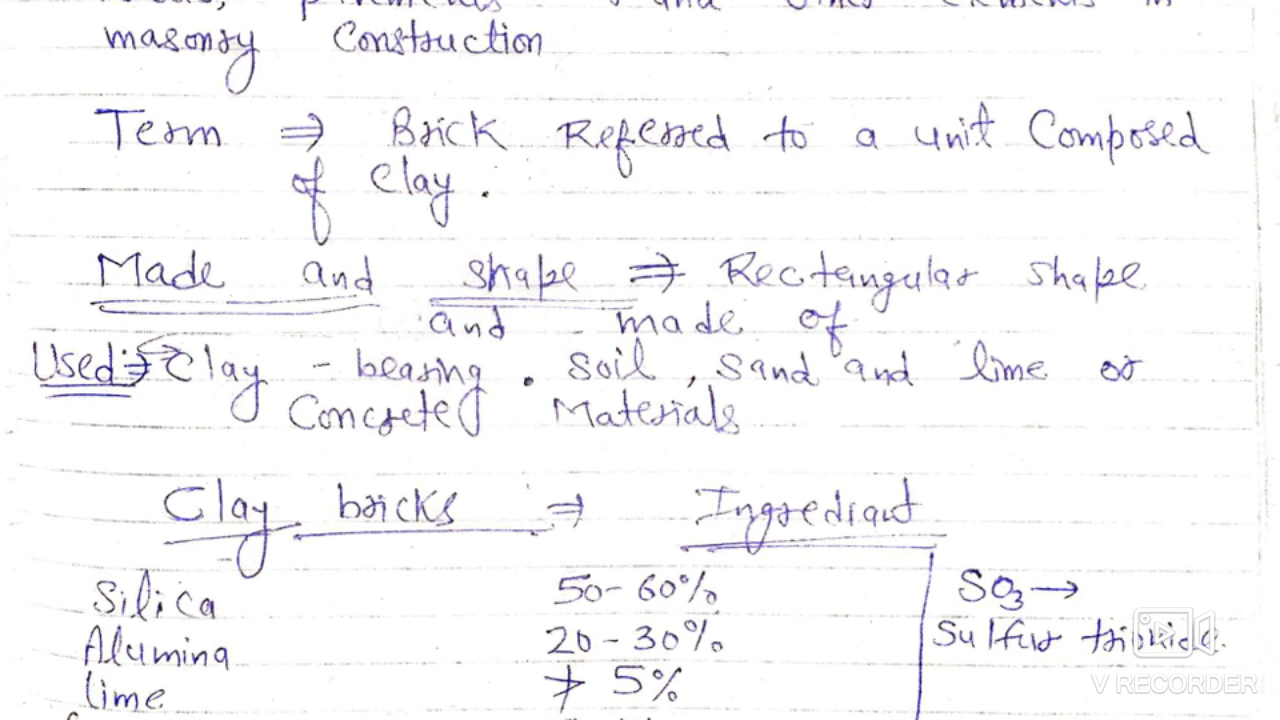 masonry Construction
Term ⇒ Brick Referred to a unit Composed
of Clay.
Made and shape ⇒ Rectangular shape
and made of
Used:⇒ Clay - bearing . Soil , Sand and lime or
Concrete Materials
Clay bricks ⇒ Ingrediant
Silica 50-60%
Alumina 20-30%
lime ≯ 5%
SO3→
Sulfur trioxide.
V RECORDER